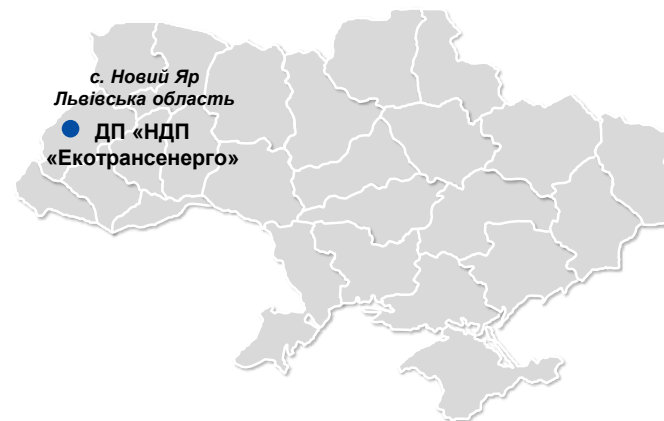 с. Новий Яр
Львівська область
ДП «НДП
«Екотрансенерго»